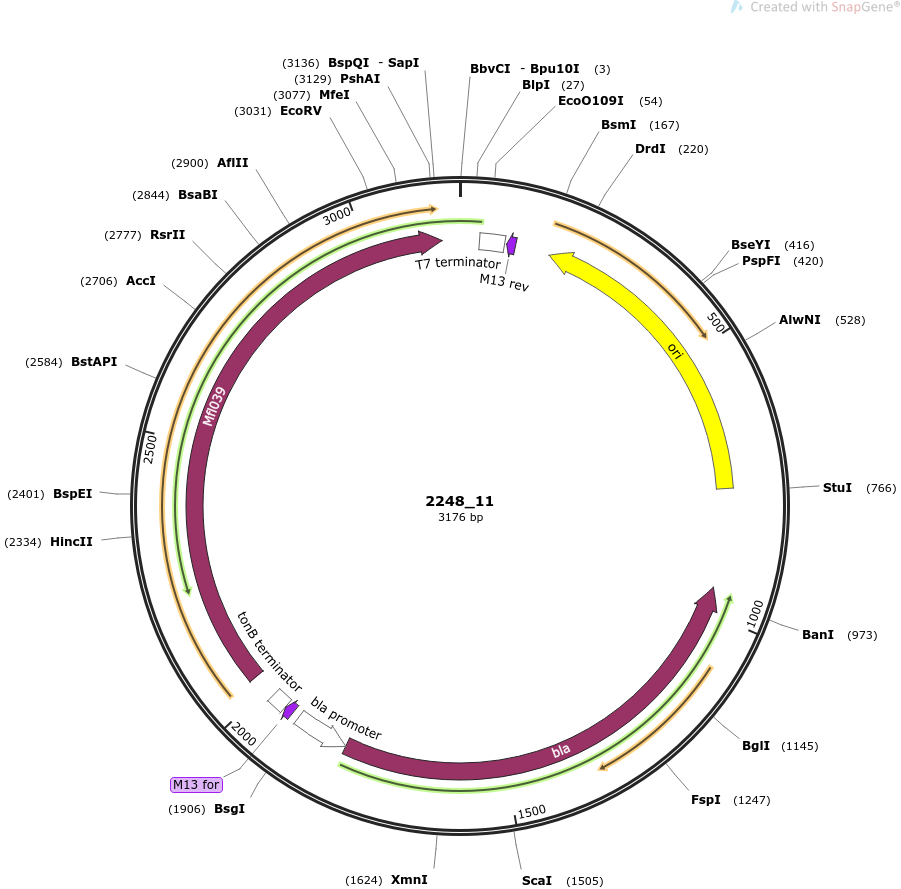 Created with SnapGene®
(3136) BspQI - SapI
(3129) PshAI
(3077) MfeI
(3031) EcoRV
(2900) AflII
(2844) BsaBI
(2777) RsrII
(2706) AccI
(2584) BstAPI
(2401) BspEI
(2334) HincII
BbvCI - Bpu10I (3)
BlpI (27)
EcoO109I (54)
BsmI (167)
DrdI (220)
BseYI (416)
PspFI (420)
AlwNI (528)
StuI (766)
BanI (973)
BglI (1145)
FspI (1247)
ScaI (1505)
(1624) XmnI
(1906) BsgI
M13 for
3000
2500
2000
1500
1000
500
T7 terminator
M13 rev
ori
Mfl039
tonB terminator
bla promoter
bla
2248_11
3176 bp